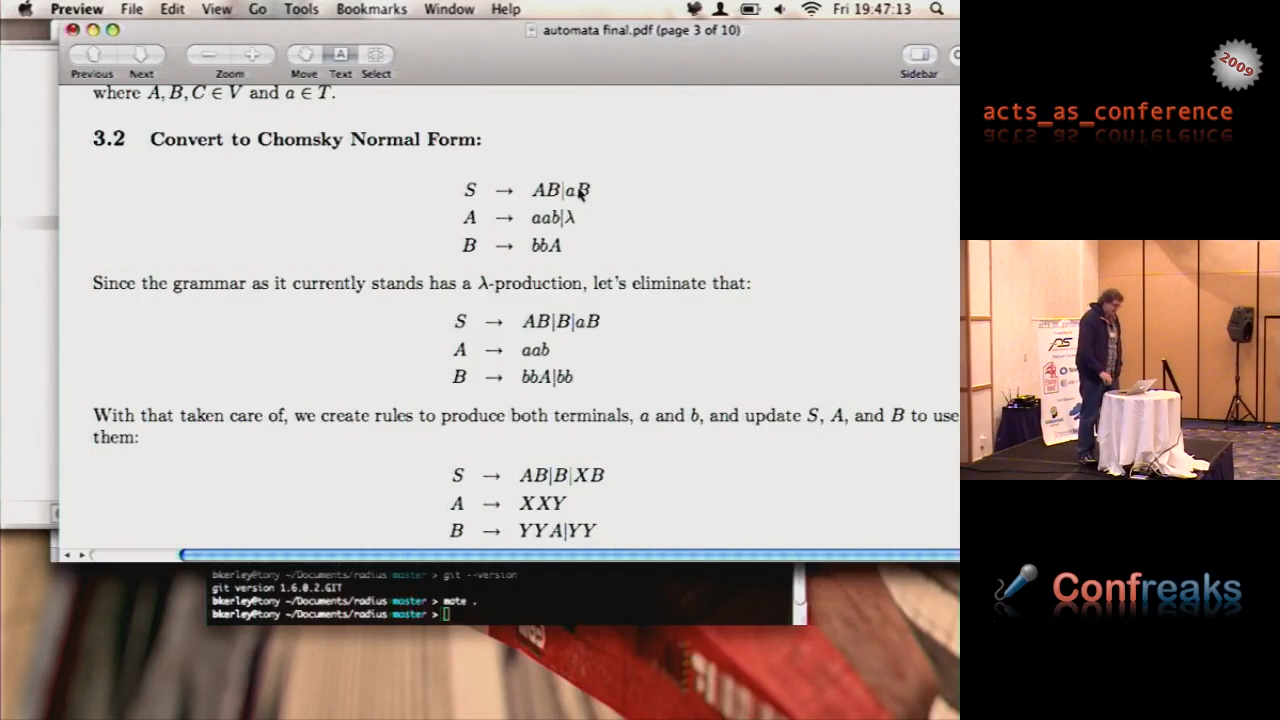 Preview File Edit View Go Tools Bookmarks Window Help Fri 19:47:13
automata final.pdf (page 3 of 10)
Previous Next Zoom Move Text Select Sidebar
where A, B, C ∈ V and a ∈ T.
3.2 Convert to Chomsky Normal Form:
S → AB|aB
A → aab|λ
B → bbA
Since the grammar as it currently stands has a λ-production, let's eliminate that:
S → AB|B|aB
A → aab
B → bbA|bb
With that taken care of, we create rules to produce both terminals, a and b, and update S, A, and B to use
them:
S → AB|B|XB
A → XXY
B → YYA|YY
bkerley@tony ~/Documents/radius master > git --version
git version 1.6.0.2.GIT
bkerley@tony ~/Documents/radius master > mate .
bkerley@tony ~/Documents/radius master >
2009
acts_as_conference
Confreaks